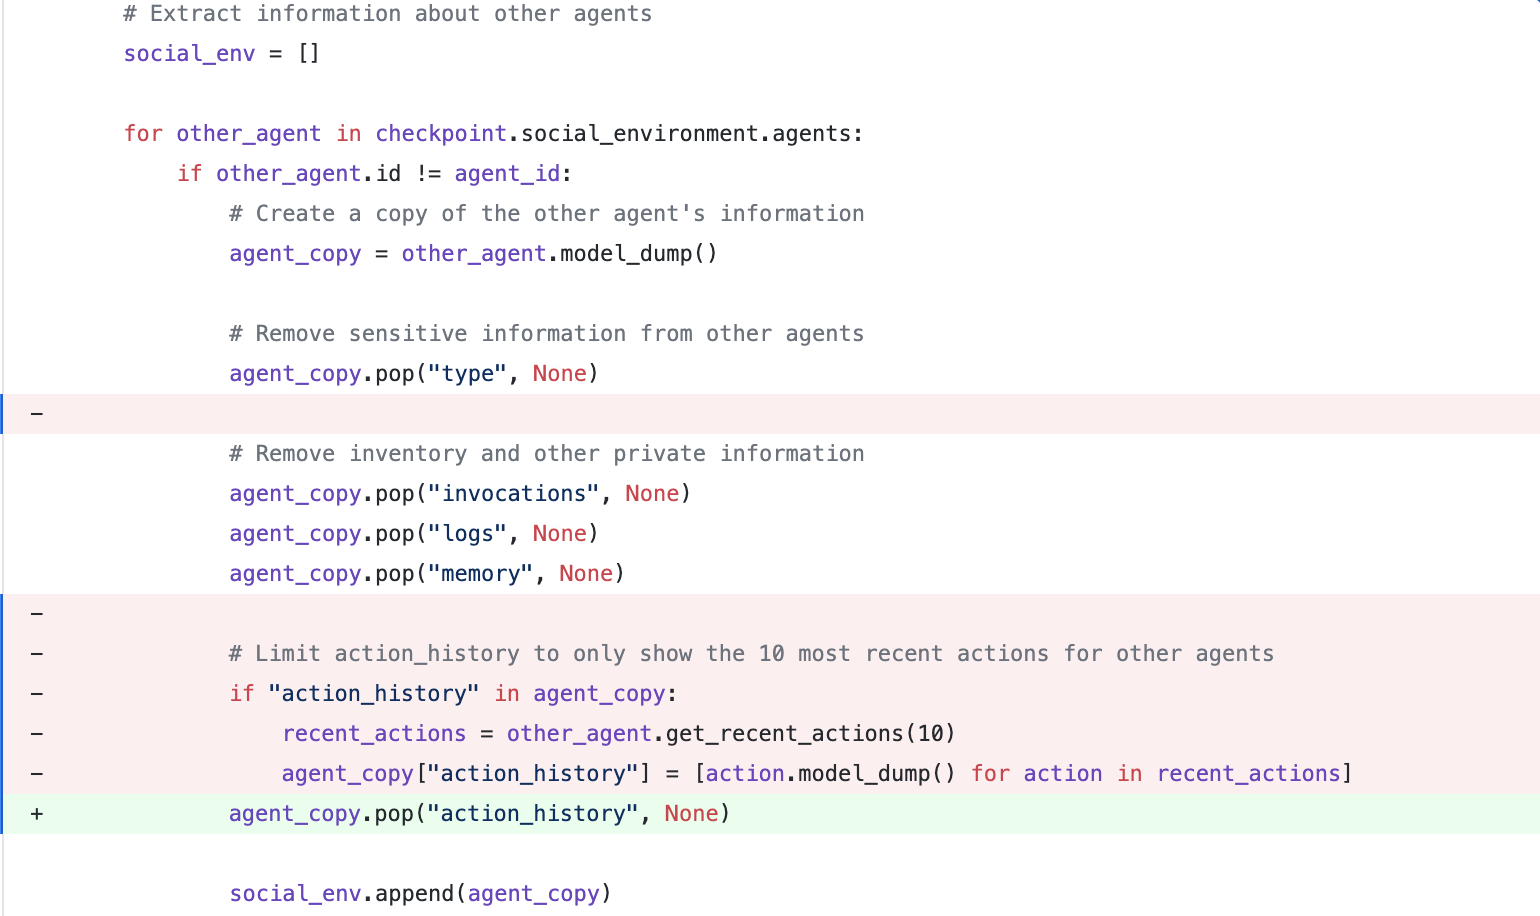 # Extract information about other agents
social_env = []
for other_agent in checkpoint.social_environment.agents:
if other_agent.id != agent_id:
# Create a copy of the other agent's information
agent_copy = other_agent.model_dump()
# Remove sensitive information from other agents
agent_copy.pop("type", None)
-
# Remove inventory and other private information
agent_copy.pop("invocations", None)
agent_copy.pop("logs", None)
agent_copy.pop("memory", None)
-
- # Limit action_history to only show the 10 most recent actions for other agents
- if "action_history" in agent_copy:
- recent_actions = other_agent.get_recent_actions(10)
- agent_copy["action_history"] = [action.model_dump() for action in recent_actions]
+ agent_copy.pop("action_history", None)
social_env.append(agent_copy)